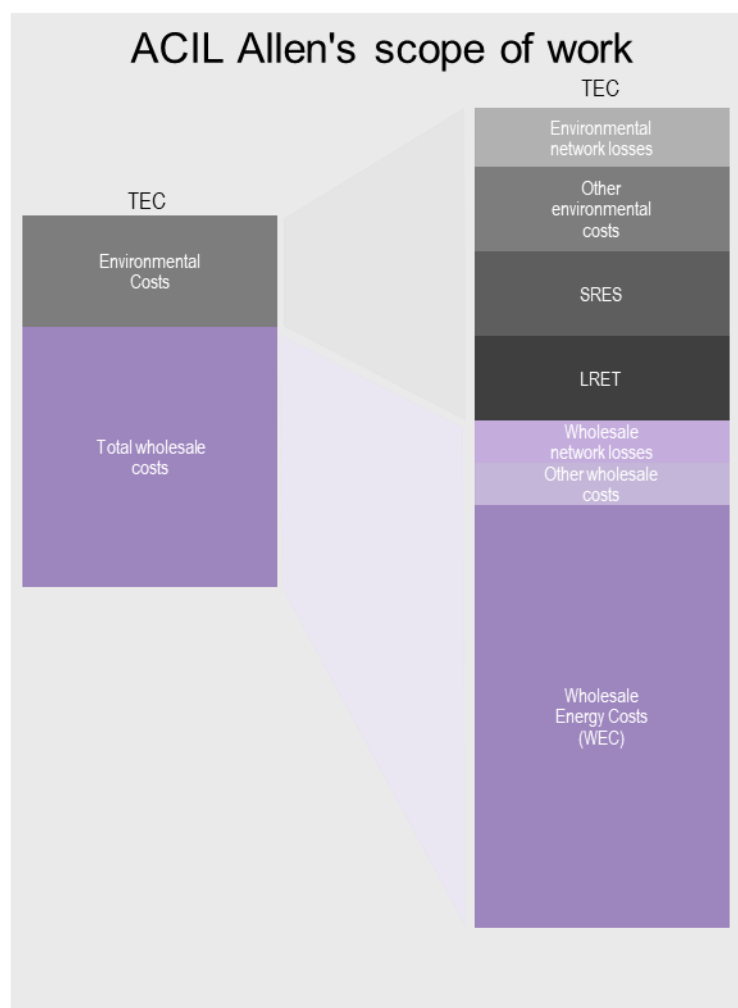 ACIL Allen's scope of work
TEC
Environmental
Costs
Total wholesale
costs
TEC
Environmental
network losses
Other
environmental
costs
SRES
LRET
Wholesale
network losses
Other wholesale
costs
Wholesale
Energy Costs
(WEC)